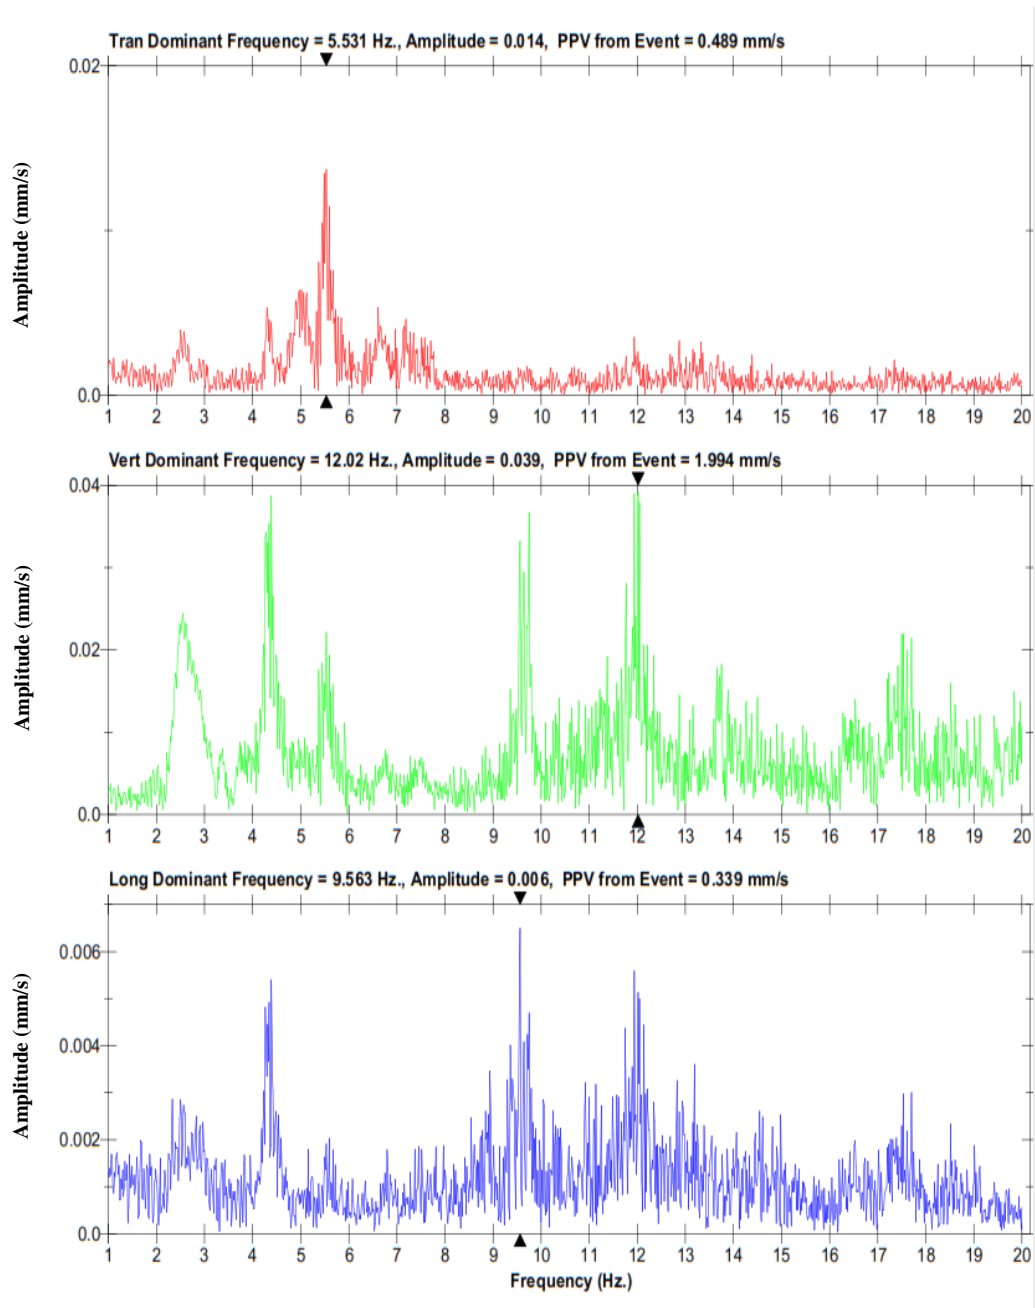 Tran Dominant Frequency = 5.531 Hz., Amplitude = 0.014, PPV from Event = 0.489 mm/s
0.02
Amplitude (mm/s)
0.0
1 2 3 4 5 6 7 8 9 10 11 12 13 14 15 16 17 18 19 20
Vert Dominant Frequency = 12.02 Hz., Amplitude = 0.039, PPV from Event = 1.994 mm/s
0.04
Amplitude (mm/s)
0.02
0.0
1 2 3 4 5 6 7 8 9 10 11 12 13 14 15 16 17 18 19 20
Long Dominant Frequency = 9.563 Hz., Amplitude = 0.006, PPV from Event = 0.339 mm/s
0.006
Amplitude (mm/s)
0.004
0.002
0.0
1 2 3 4 5 6 7 8 9 10 11 12 13 14 15 16 17 18 19 20
Frequency (Hz.)